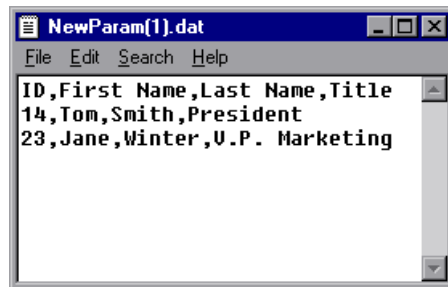 NewParam(1).dat
File Edit Search Help
ID,First Name,Last Name,Title
14,Tom,Smith,President
23,Jane,Winter,V.P. Marketing